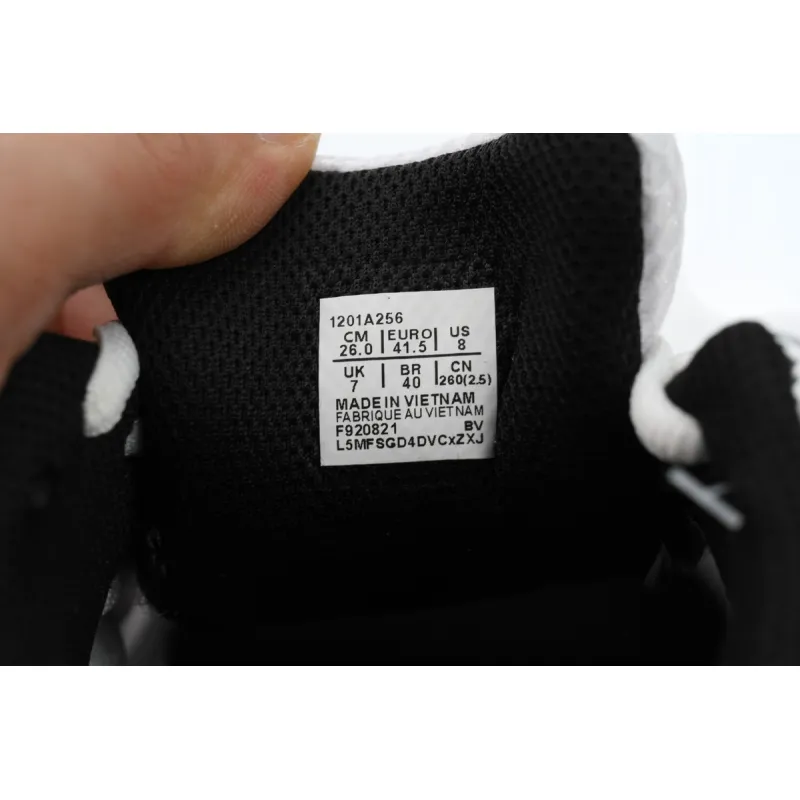 1201A256
CM | EURO | US
26.0 | 41.5 | 8
UK | BR | CN
7 | 40 | 260(2.5)
MADE IN VIETNAM
FABRIQUE AU VIETNAM
F920821 BV
L5MFSGD4DVCxZXJ